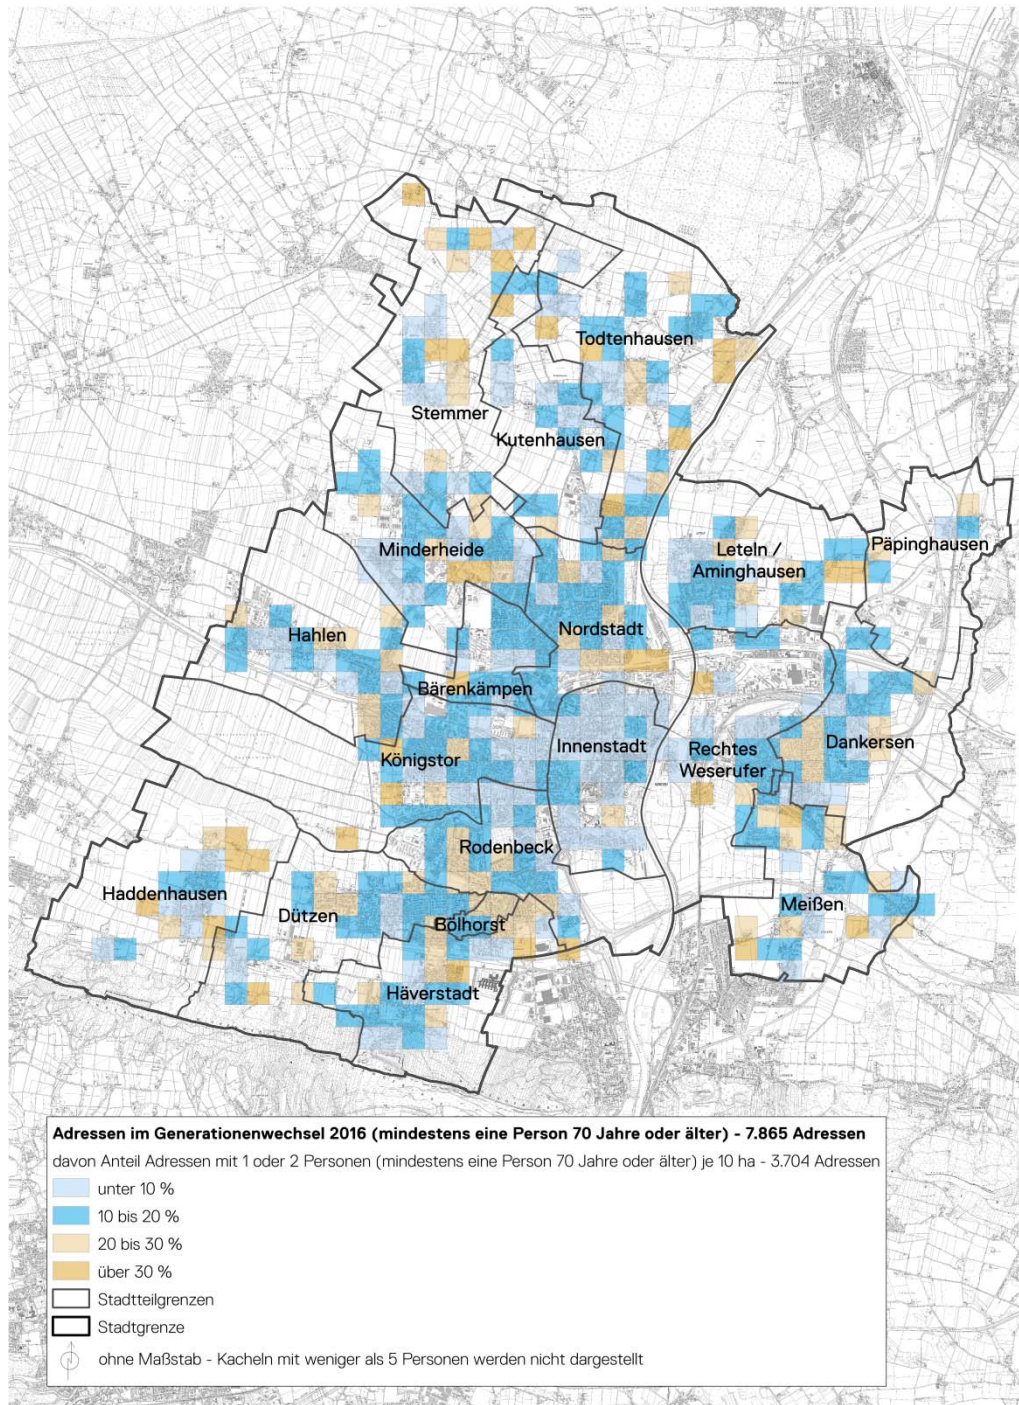 Todtenhausen
Stemmer
Kutenhausen
Minderheide
Leteln /
Aminghausen
Päpinghausen
Hahlen
Nordstadt
Bärenkämpen
Königstor
Innenstadt
Rechtes
Weserufer
Dankersen
Rodenbeck
Haddenhausen
Dützen
Bölhorst
Meißen
Häverstadt
Adressen im Generationenwechsel 2016 (mindestens eine Person 70 Jahre oder älter) - 7.865 Adressen
davon Anteil Adressen mit 1 oder 2 Personen (mindestens eine Person 70 Jahre oder älter) je 10 ha - 3.704 Adressen
unter 10 %
10 bis 20 %
20 bis 30 %
über 30 %
Stadtteilgrenzen
Stadtgrenze
ohne Maßstab - Kacheln mit weniger als 5 Personen werden nicht dargestellt